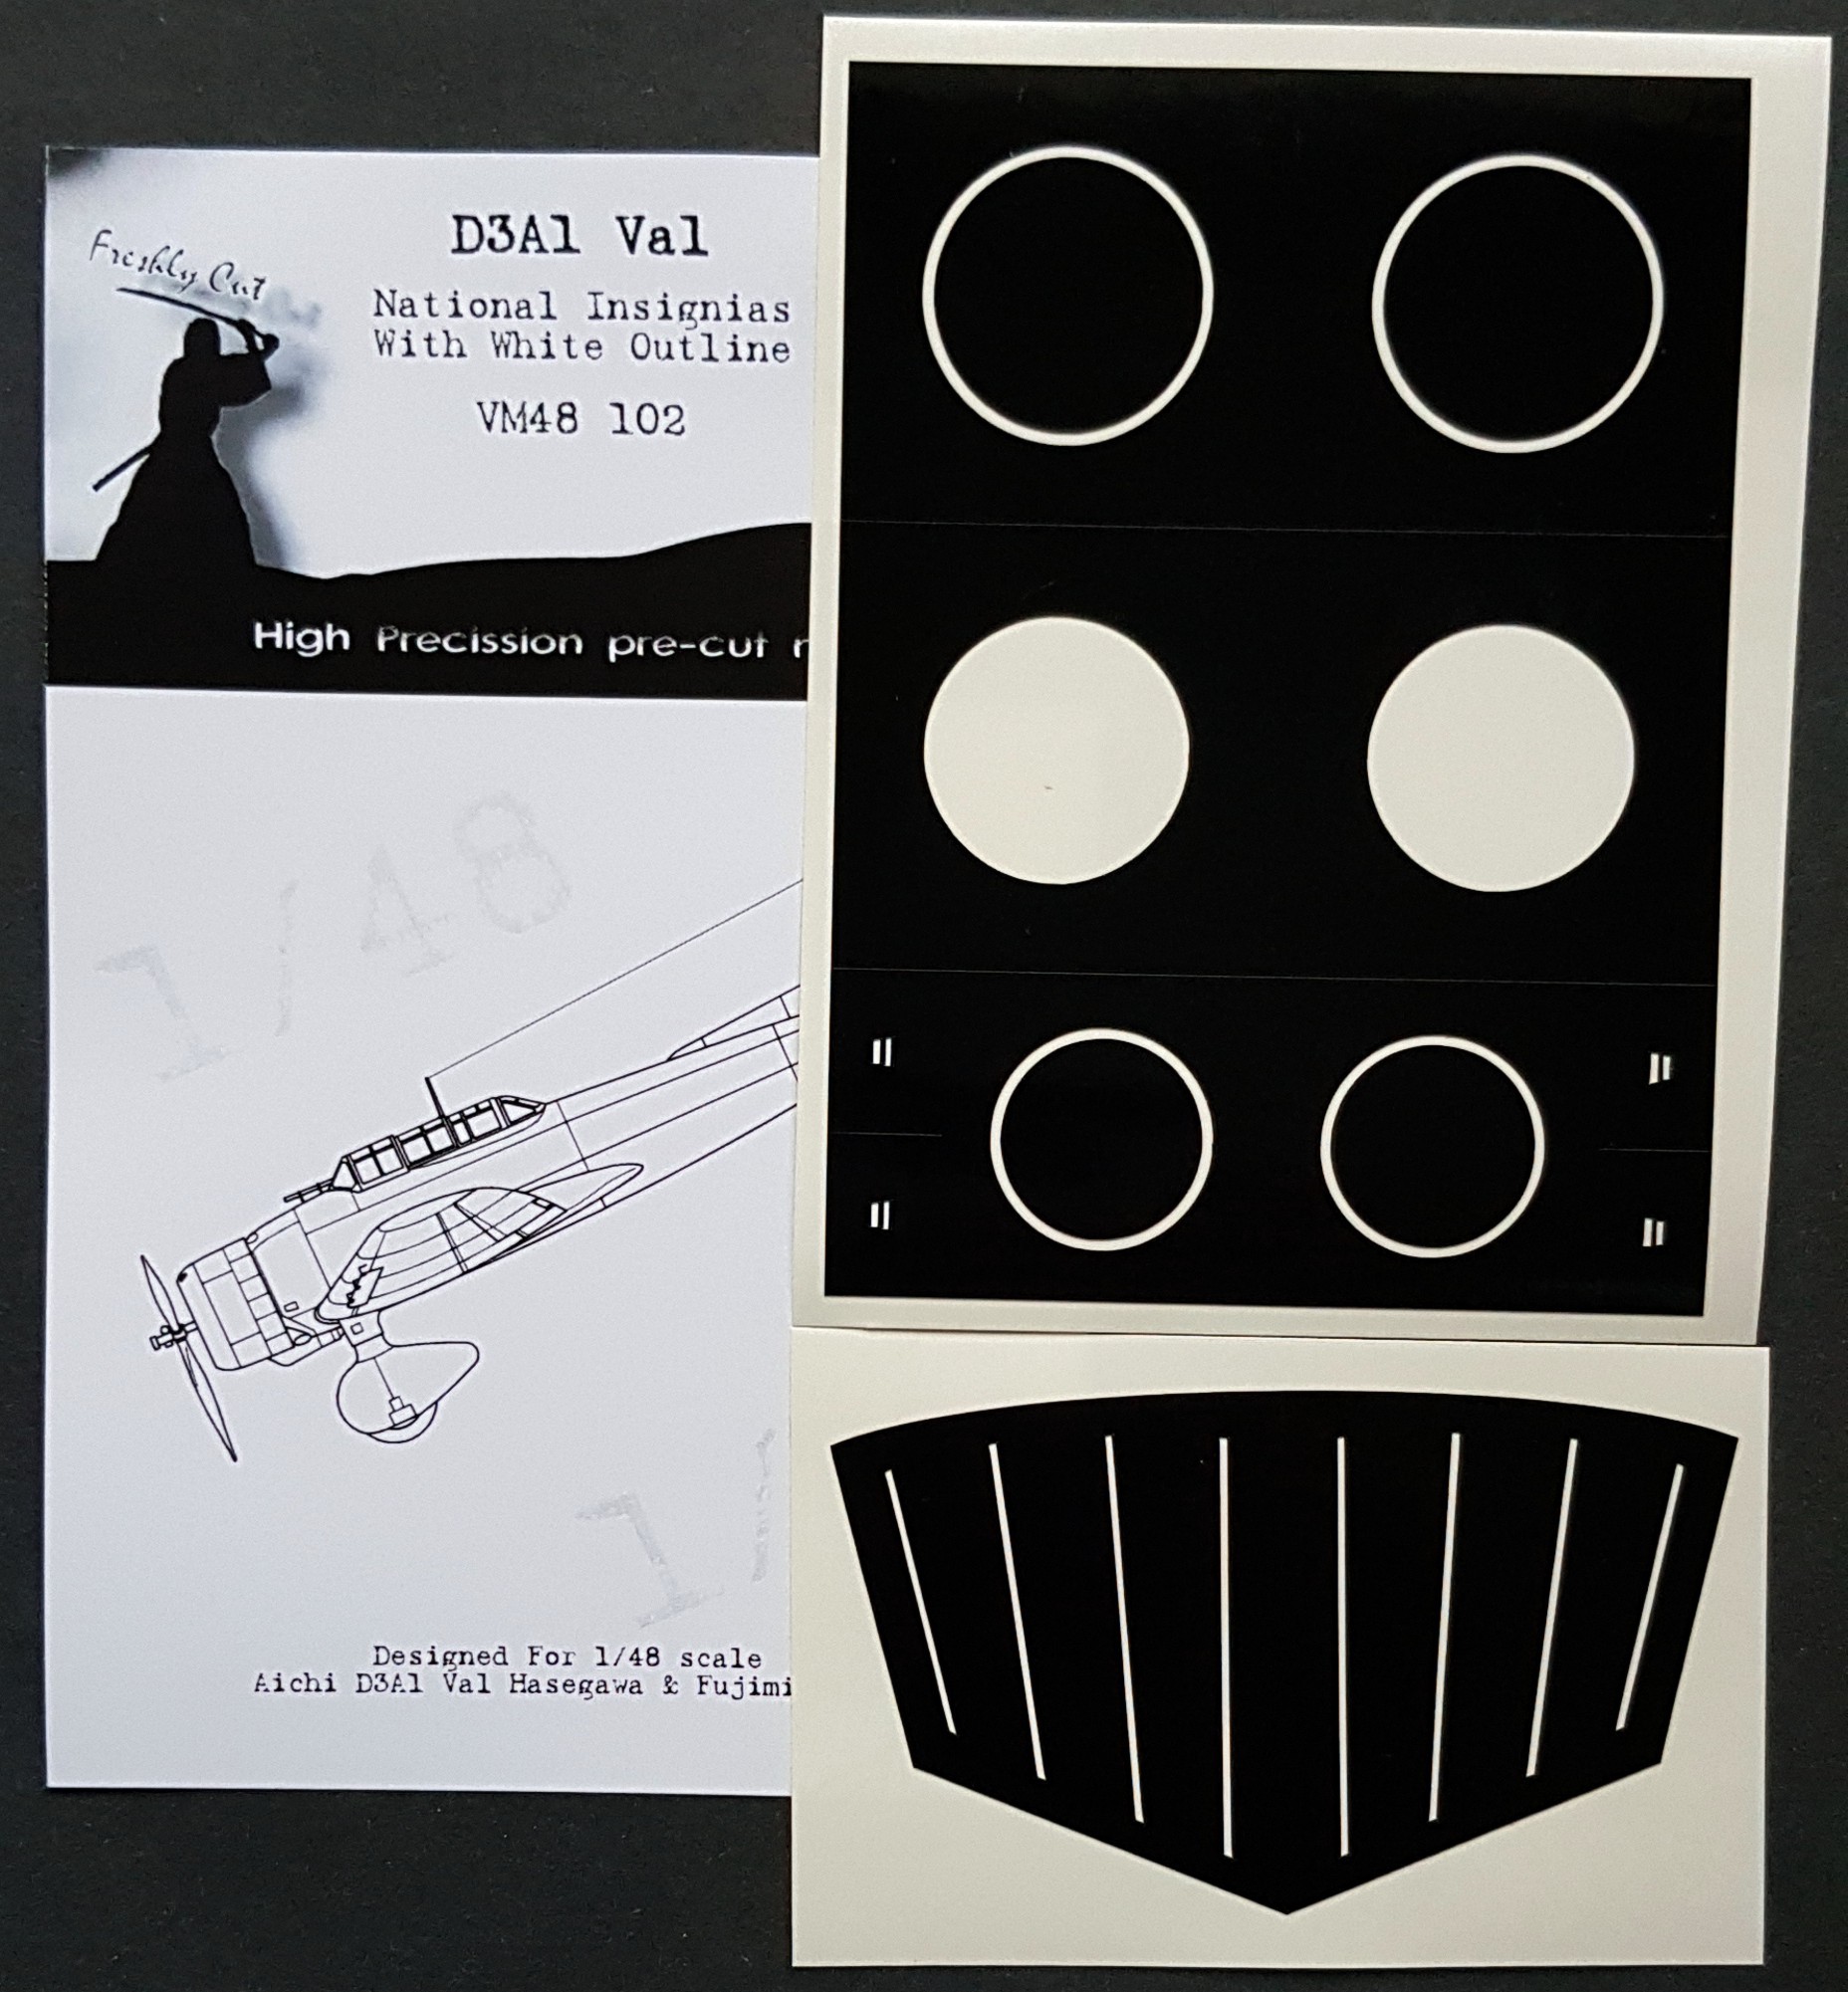 Freshly Cut
D3A1 Val
National Insignias
With White Outline
VM48 102
High Precission pre-cut
1/48
Designed For 1/48 scale
Aichi D3A1 Val Hasegawa & Fujimi